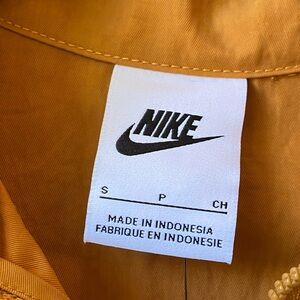 NIKE
S P CH
MADE IN INDONESIA
FABRIQUE EN INDONESIE